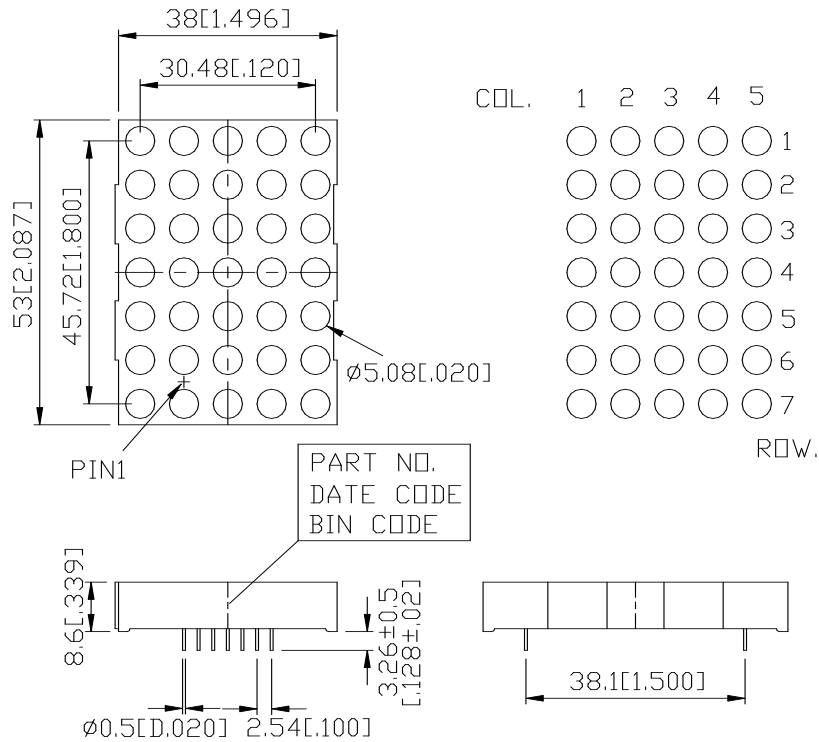 38[1.496]
30.48[.120]
COL. 1 2 3 4 5
1
2
3
4
5
6
7
ROW.
53[2.087]
45.72[1.800]
Ø5.08[.020]
PIN1
PART NO.
DATE CODE
BIN CODE
8.6[.339]
3.26±0.5
[.128±.02]
38.1[1.500]
Ø0.5[D.020]
2.54[.100]